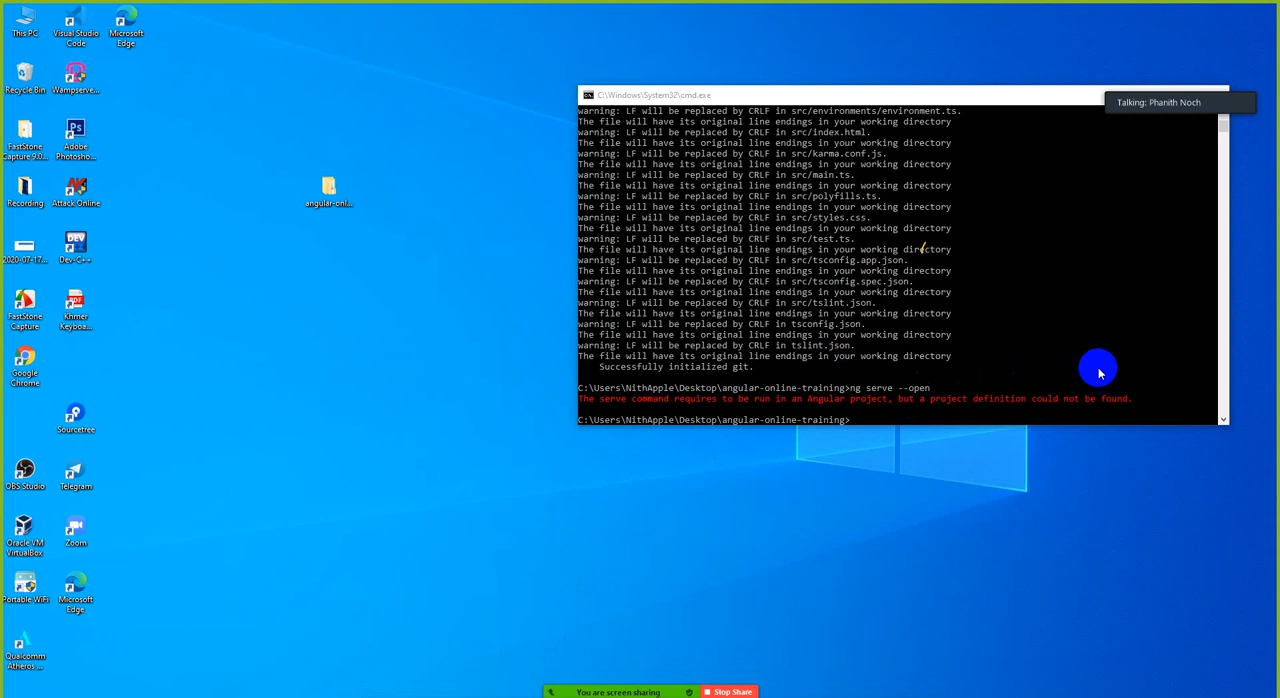 This PC
Visual Studio
Code
Microsoft
Edge
Recycle Bin
Wampserve...
FastStone
Capture 9.0...
Adobe
Photosho...
Recording
Attack Online
angular-onl...
2020-07-17...
Dev-C++
FastStone
Capture
Khmer
Keyboa...
Google
Chrome
Sourcetree
OBS Studio
Telegram
Oracle VM
VirtualBox
Zoom
Portable WiFi
Microsoft
Edge
Qualcomm
Atheros ...
C:\Windows\System32\cmd.exe
Talking: Phanith Noch
warning: LF will be replaced by CRLF in src/environments/environment.ts.
The file will have its original line endings in your working directory
warning: LF will be replaced by CRLF in src/index.html.
The file will have its original line endings in your working directory
warning: LF will be replaced by CRLF in src/karma.conf.js.
The file will have its original line endings in your working directory
warning: LF will be replaced by CRLF in src/main.ts.
The file will have its original line endings in your working directory
warning: LF will be replaced by CRLF in src/polyfills.ts.
The file will have its original line endings in your working directory
warning: LF will be replaced by CRLF in src/styles.css.
The file will have its original line endings in your working directory
warning: LF will be replaced by CRLF in src/test.ts.
The file will have its original line endings in your working directory
warning: LF will be replaced by CRLF in src/tsconfig.app.json.
The file will have its original line endings in your working directory
warning: LF will be replaced by CRLF in src/tsconfig.spec.json.
The file will have its original line endings in your working directory
warning: LF will be replaced by CRLF in src/tslint.json.
The file will have its original line endings in your working directory
warning: LF will be replaced by CRLF in tsconfig.json.
The file will have its original line endings in your working directory
warning: LF will be replaced by CRLF in tslint.json.
The file will have its original line endings in your working directory
Successfully initialized git.
C:\Users\NithApple\Desktop\angular-online-training>ng serve --open
The serve command requires to be run in an Angular project, but a project definition could not be found.
C:\Users\NithApple\Desktop\angular-online-training>
You are screen sharing
Stop Share